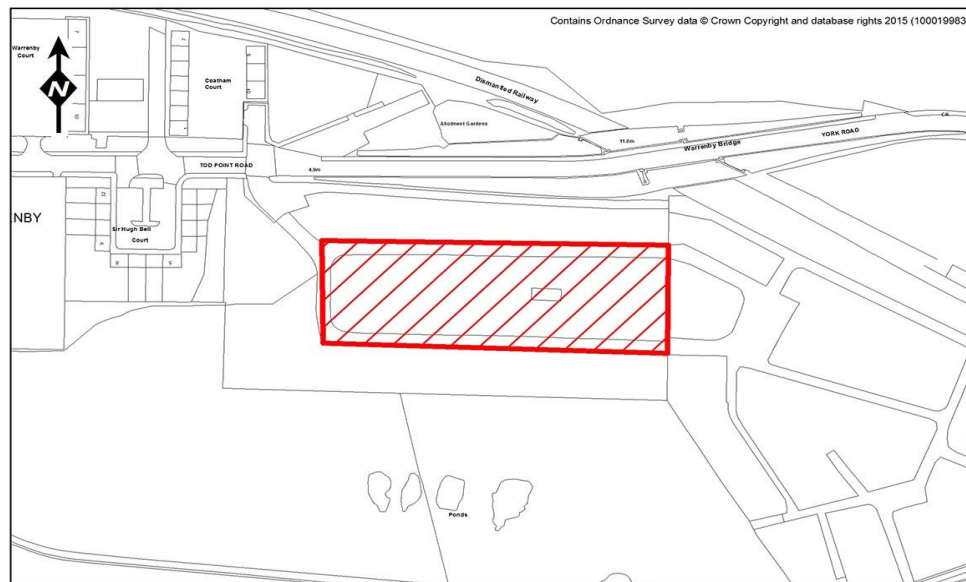 Contains Ordnance Survey data © Crown Copyright and database rights 2015 (100019983
Warrenby
Court
N
Coatham
Court
Dismantled Railway
Allotment Gardens
11.0m
Warrenby Bridge
YORK ROAD
CR
TOD POINT ROAD
4.9m
NBY
Sir Hugh Bell
Court
Ponds